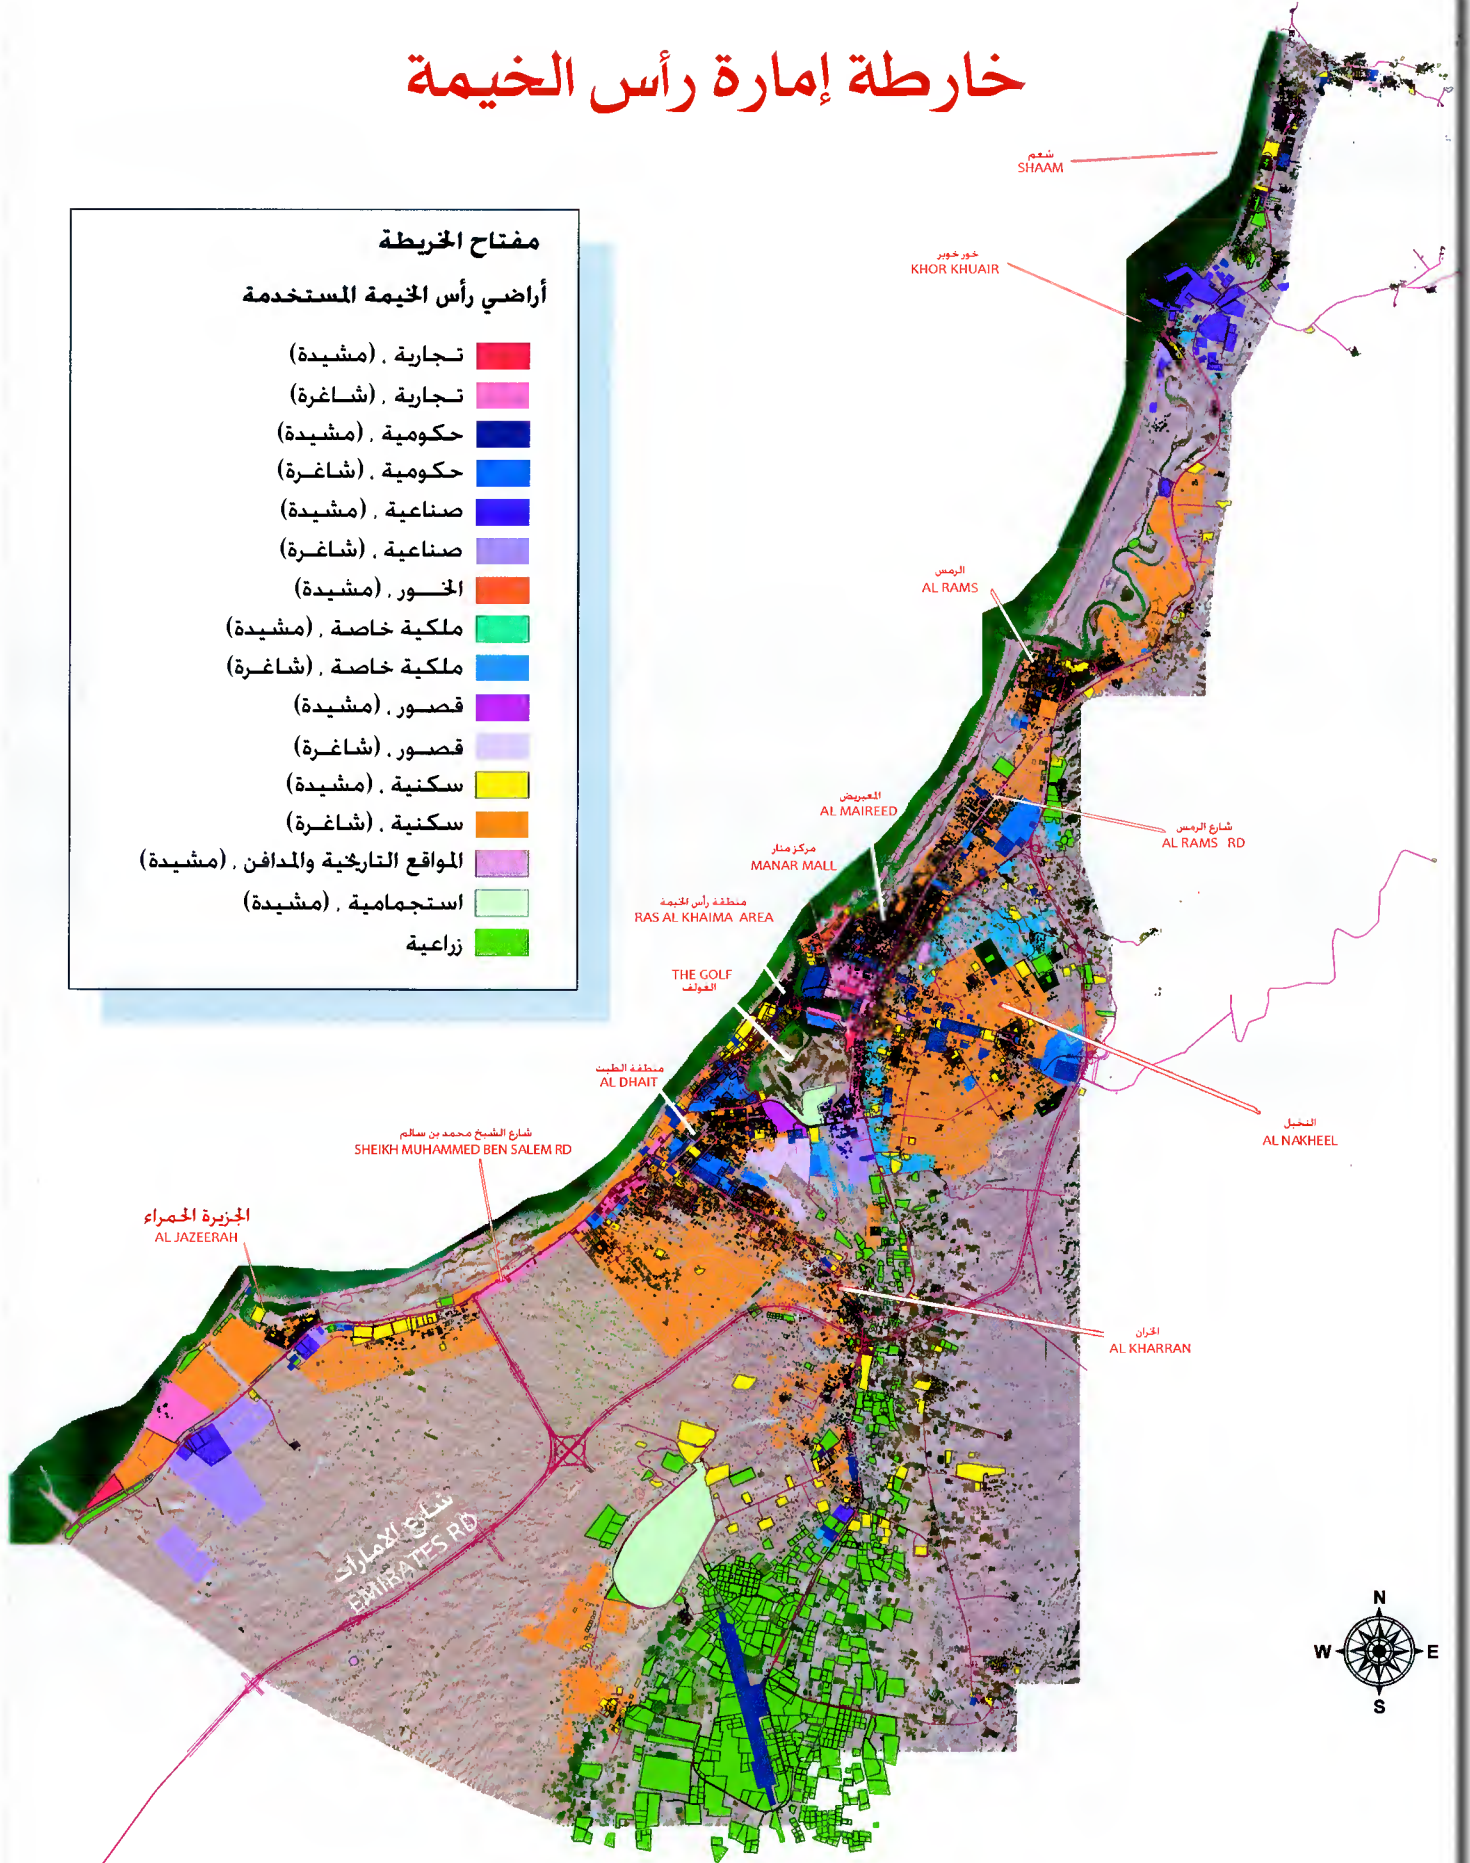 خارطة إمارة رأس الخيمة
مفتاح الخريطة
أراضي رأس الخيمة المستخدمة
تجارية ، (مشيدة)
تجارية ، (شاغرة)
حكومية ، (مشيدة)
حكومية ، (شاغرة)
صناعية ، (مشيدة)
صناعية ، (شاغرة)
الخور ، (مشيدة)
ملكية خاصة ، (مشيدة)
ملكية خاصة ، (شاغرة)
قصور ، (مشيدة)
قصور ، (شاغرة)
سكنية ، (مشيدة)
سكنية ، (شاغرة)
المواقع التاريخية والمدافن ، (مشيدة)
استجمامية ، (مشيدة)
زراعية
شعم
SHAAM
خور خوير
KHOR KHUAIR
الرمس
AL RAMS
المعيريض
AL MAIREED
شارع الرمس
AL RAMS RD
مركز منار
MANAR MALL
منطقة رأس الخيمة
RAS AL KHAIMA AREA
THE GOLF
الغولف
منطقة الظيت
AL DHAIT
شارع الشيخ محمد بن سالم
SHEIKH MUHAMMED BEN SALEM RD
النخيل
AL NAKHEEL
الجزيرة الحمراء
AL JAZEERAH
الخران
AL KHARRAN
شارع الامارات
EMIRATES RD
N
W
E
S